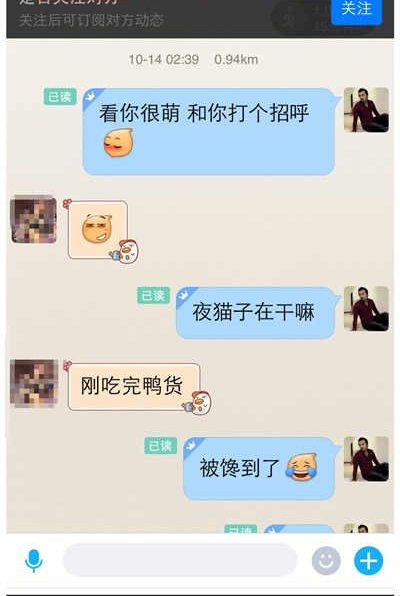 关注后可订阅对方动态
关注
10-14 02:39 0.94km
已读
看你很萌 和你打个招呼
已读
夜猫子在干嘛
刚吃完鸭货
已读
被馋到了
已读